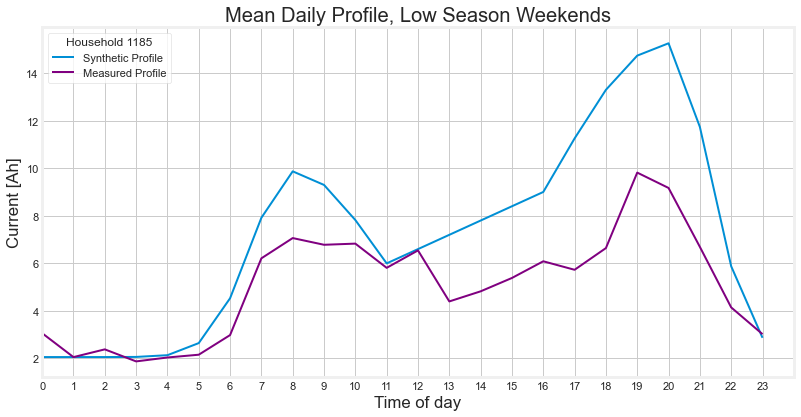 Mean Daily Profile, Low Season Weekends
Household 1185
Synthetic Profile
Measured Profile
Current [Ah]
14
12
10
8
6
4
2
0 1 2 3 4 5 6 7 8 9 10 11 12 13 14 15 16 17 18 19 20 21 22 23
Time of day